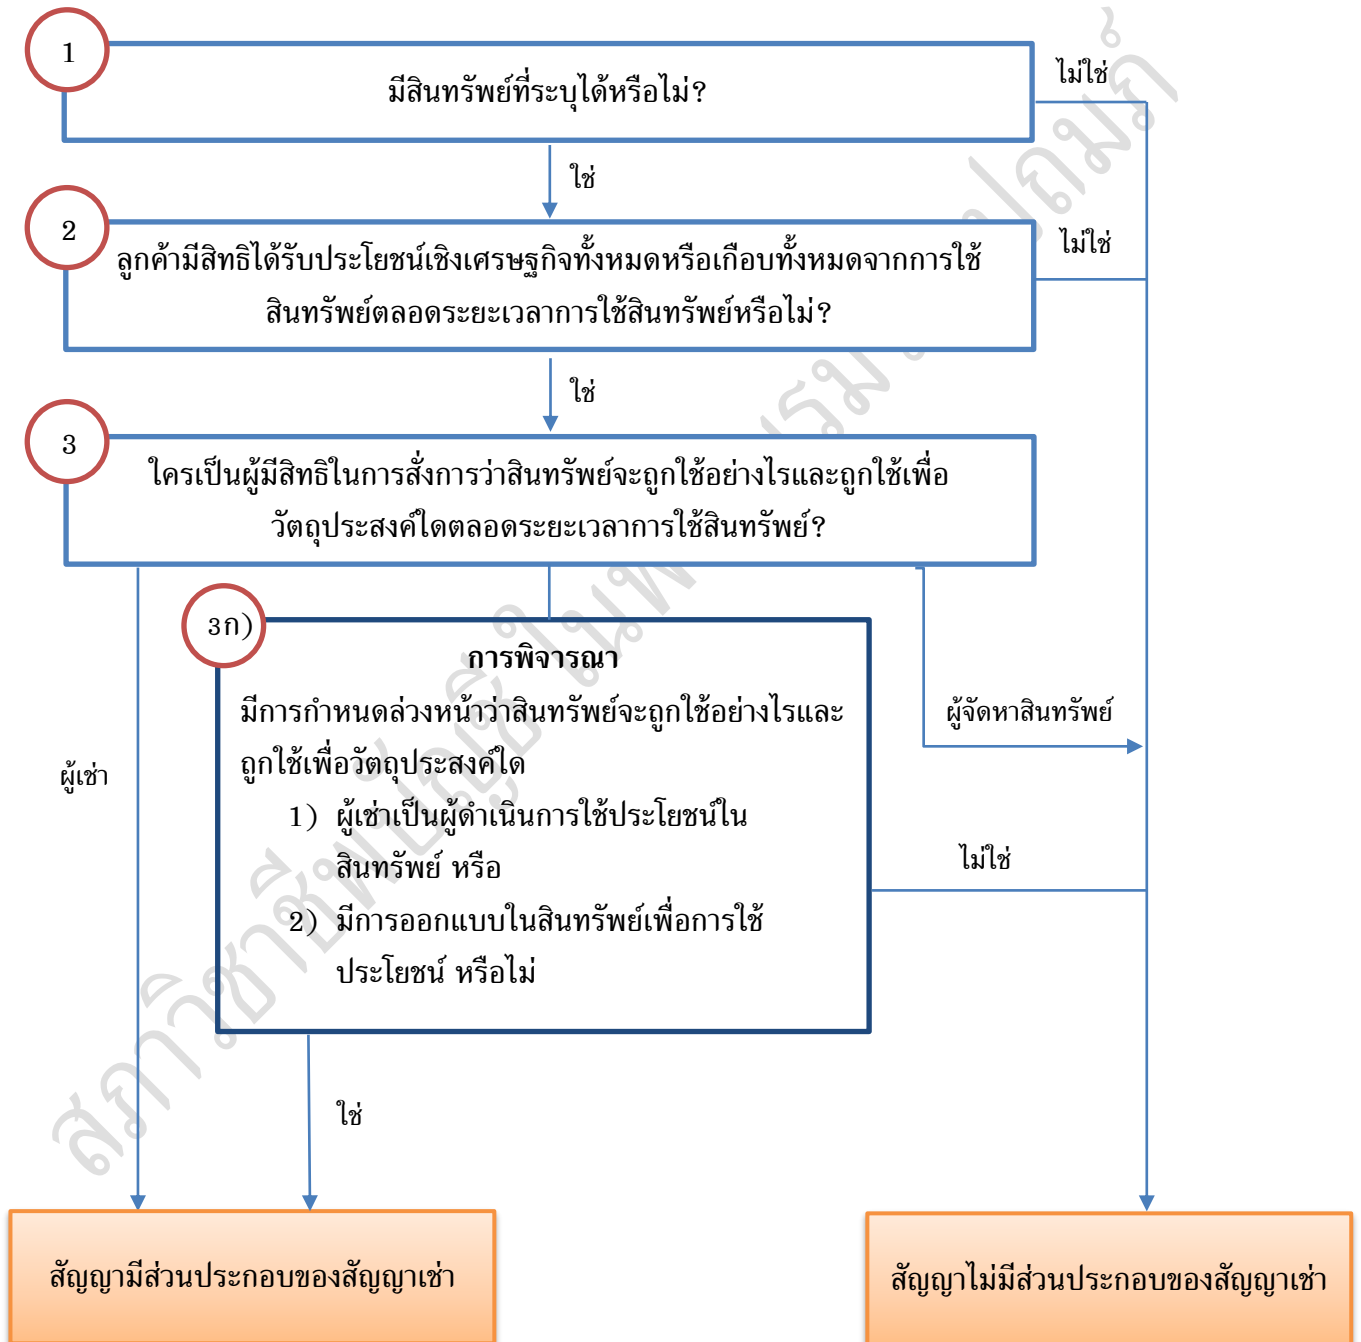 1
มีสินทรัพย์ที่ระบุได้หรือไม่?
ไม่ใช่
ใช่
2
ลูกค้ามีสิทธิได้รับประโยชน์เชิงเศรษฐกิจทั้งหมดหรือเกือบทั้งหมดจากการใช้
สินทรัพย์ตลอดระยะเวลาการใช้สินทรัพย์หรือไม่?
ไม่ใช่
ใช่
3
ใครเป็นผู้มีสิทธิในการสั่งการว่าสินทรัพย์จะถูกใช้อย่างไรและถูกใช้เพื่อ
วัตถุประสงค์ใดตลอดระยะเวลาการใช้สินทรัพย์?
3ก)
การพิจารณา
มีการกำหนดล่วงหน้าว่าสินทรัพย์จะถูกใช้อย่างไรและ
ถูกใช้เพื่อวัตถุประสงค์ใด
1) ผู้เช่าเป็นผู้ดำเนินการใช้ประโยชน์ใน
สินทรัพย์ หรือ
2) มีการออกแบบในสินทรัพย์เพื่อการใช้
ประโยชน์ หรือไม่
ผู้เช่า
ผู้จัดหาสินทรัพย์
ไม่ใช่
ใช่
สัญญามีส่วนประกอบของสัญญาเช่า
สัญญาไม่มีส่วนประกอบของสัญญาเช่า
สภาวิชาชีพบัญชี ในพ